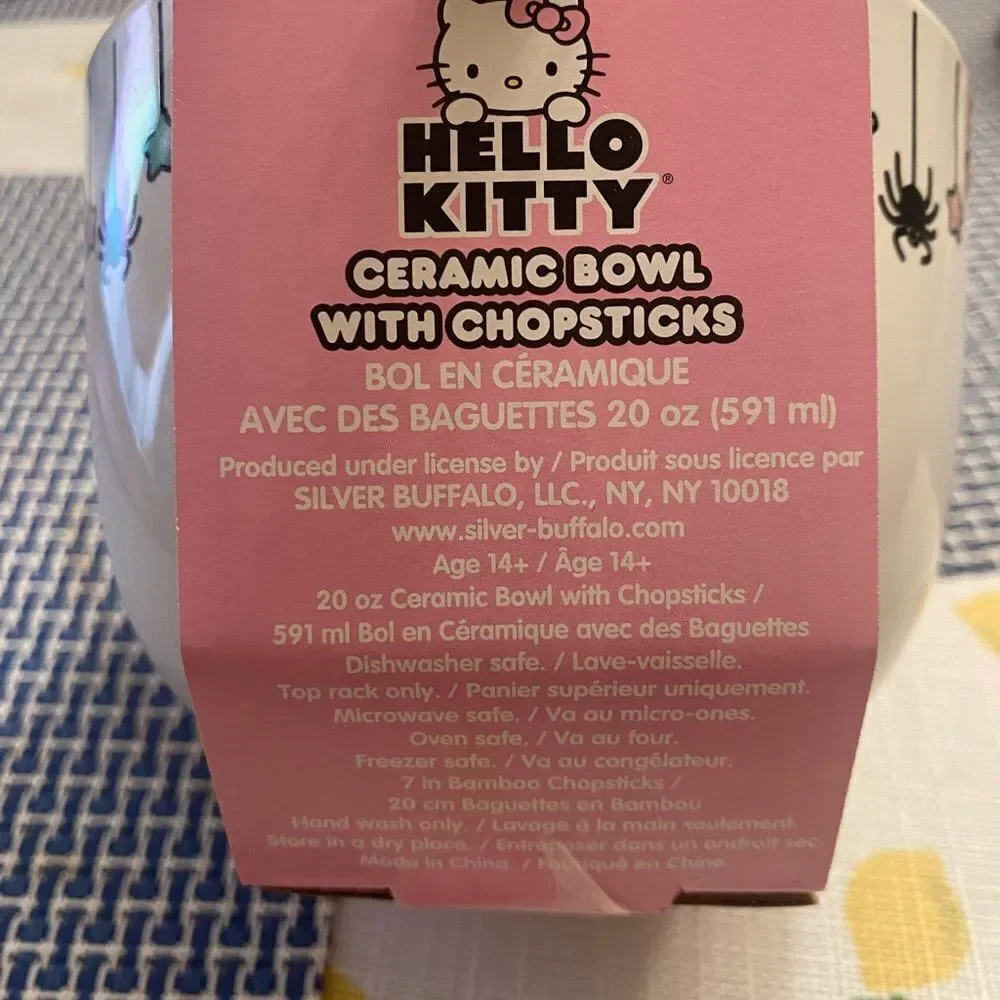 HELLO
KITTY®
CERAMIC BOWL
WITH CHOPSTICKS
BOL EN CÉRAMIQUE
AVEC DES BAGUETTES 20 oz (591 ml)
Produced under license by / Produit sous licence par
SILVER BUFFALO, LLC., NY, NY 10018
www.silver-buffalo.com
Age 14+ / Âge 14+
20 oz Ceramic Bowl with Chopsticks /
591 ml Bol en Céramique avec des Baguettes
Dishwasher safe. / Lave-vaisselle.
Top rack only. / Panier supérieur uniquement.
Microwave safe. / Va au micro-ones.
Oven safe. / Va au four.
Freezer safe. / Va au congélateur.
7 in Bamboo Chopsticks /
20 cm Baguettes en Bambou
Hand wash only. / Lavage à la main seulement.
Store in a dry place. / Entreposer dans un endroit sec.
Made in China / Fabriqué en Chine.